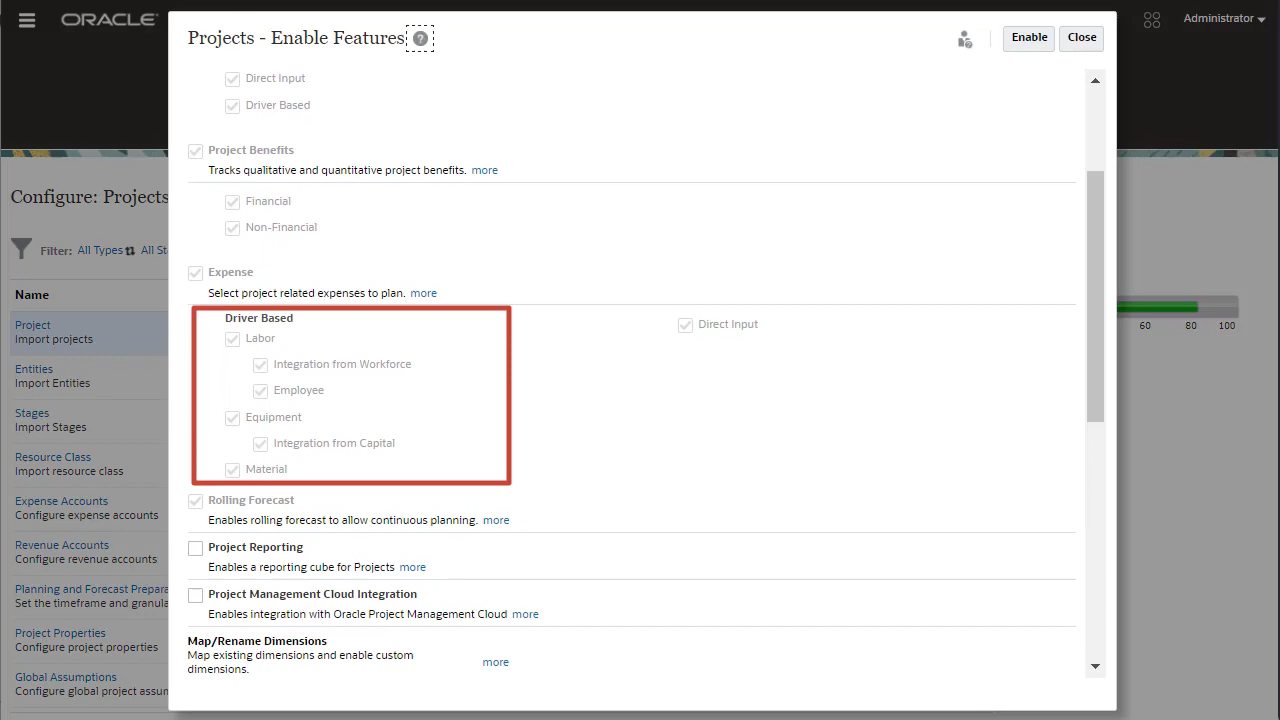 ORACLE
Administrator
Projects - Enable Features
Enable
Close
Direct Input
Driver Based
Project Benefits
Tracks qualitative and quantitative project benefits. more
Financial
Non-Financial
Expense
Select project related expenses to plan. more
Driver Based
Direct Input
Labor
Integration from Workforce
Employee
Equipment
Integration from Capital
Material
Rolling Forecast
Enables rolling forecast to allow continuous planning. more
Project Reporting
Enables a reporting cube for Projects more
Project Management Cloud Integration
Enables integration with Oracle Project Management Cloud more
Map/Rename Dimensions
Map existing dimensions and enable custom
dimensions.
more
Configure: Projects
Filter: All Types All St
Name
Project
Import projects
Entities
Import Entities
Stages
Import Stages
Resource Class
Import resource class
Expense Accounts
Configure expense accounts
Revenue Accounts
Configure revenue accounts
Planning and Forecast Prepara
Set the timeframe and granula
Project Properties
Configure project properties
Global Assumptions
Configure global project assum
60 80 100